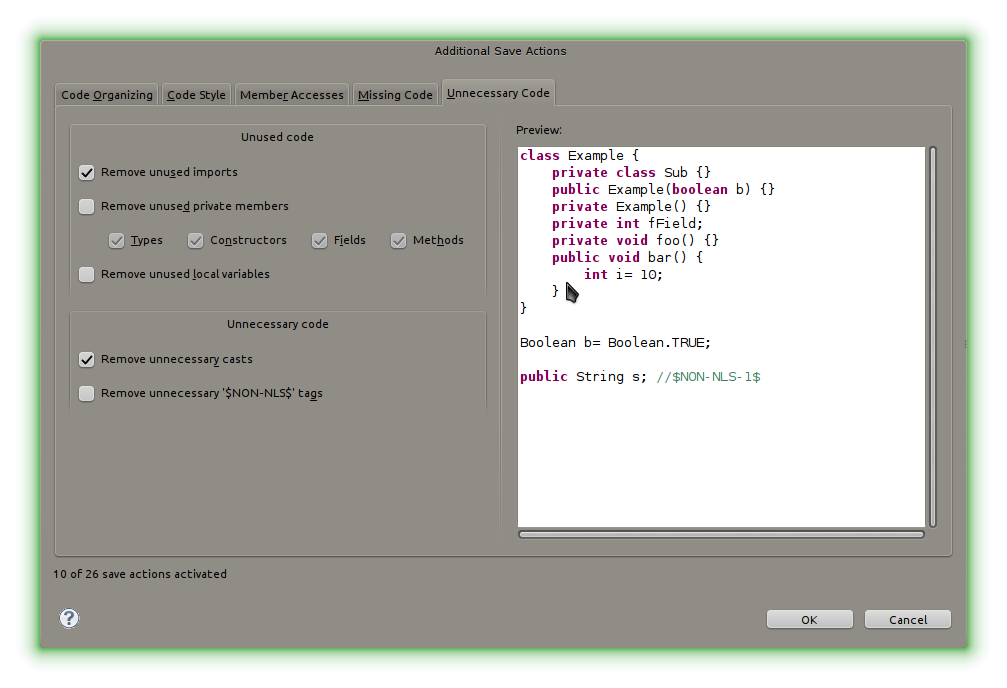 Additional Save Actions
Code Organizing
Code Style
Member Accesses
Missing Code
Unnecessary Code
Unused code
Remove unused imports
Remove unused private members
Types
Constructors
Fields
Methods
Remove unused local variables
Unnecessary code
Remove unnecessary casts
Remove unnecessary '$NON-NLS$' tags
Preview:
class Example {
    private class Sub {}
    public Example(boolean b) {}
    private Example() {}
    private int fField;
    private void foo() {}
    public void bar() {
        int i= 10;
    }
}
Boolean b= Boolean.TRUE;
public String s; //$NON-NLS-1$
10 of 26 save actions activated
?
OK
Cancel